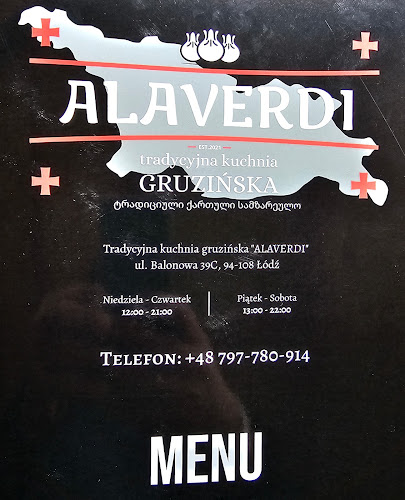 ALAVERDI
EST.2021
tradycyjna kuchnia
GRUZIŃSKA
ტრადიციული ქართული სამზარეულო
Tradycyjna kuchnia gruzińska "ALAVERDI"
ul. Balonowa 39C, 94-108 Łódź
Niedziela - Czwartek
12:00 - 21:00
Piątek - Sobota
13:00 - 22:00
TELEFON: +48 797-780-914
MENU